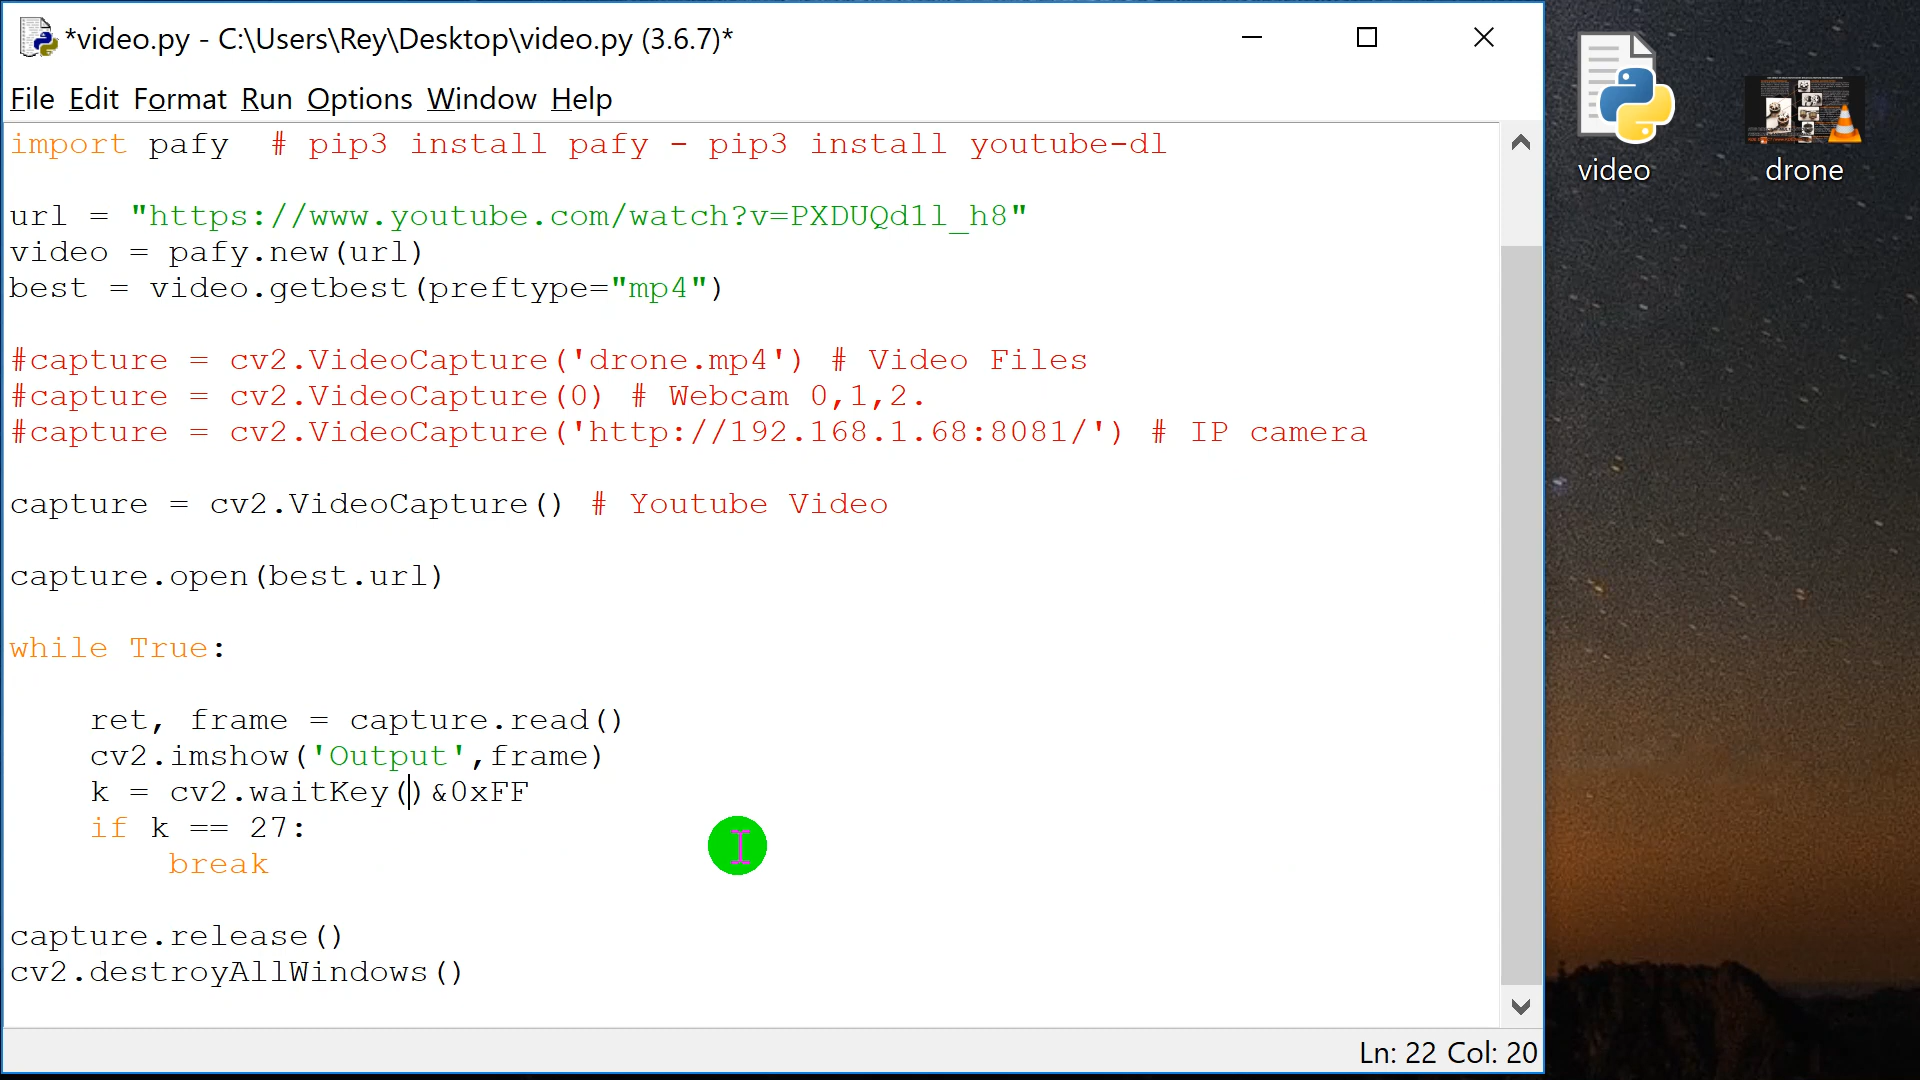 *video.py - C:\Users\Rey\Desktop\video.py (3.6.7)*
File Edit Format Run Options Window Help
import pafy  # pip3 install pafy - pip3 install youtube-dl
url = "https://www.youtube.com/watch?v=PXDUQd1l_h8"
video = pafy.new(url)
best = video.getbest(preftype="mp4")
#capture = cv2.VideoCapture('drone.mp4') # Video Files
#capture = cv2.VideoCapture(0) # Webcam 0,1,2.
#capture = cv2.VideoCapture('http://192.168.1.68:8081/') # IP camera
capture = cv2.VideoCapture() # Youtube Video
capture.open(best.url)
while True:
    ret, frame = capture.read()
    cv2.imshow('Output',frame)
    k = cv2.waitKey()&0xFF
    if k == 27:
        break
capture.release()
cv2.destroyAllWindows()
Ln: 22 Col: 20
video
drone